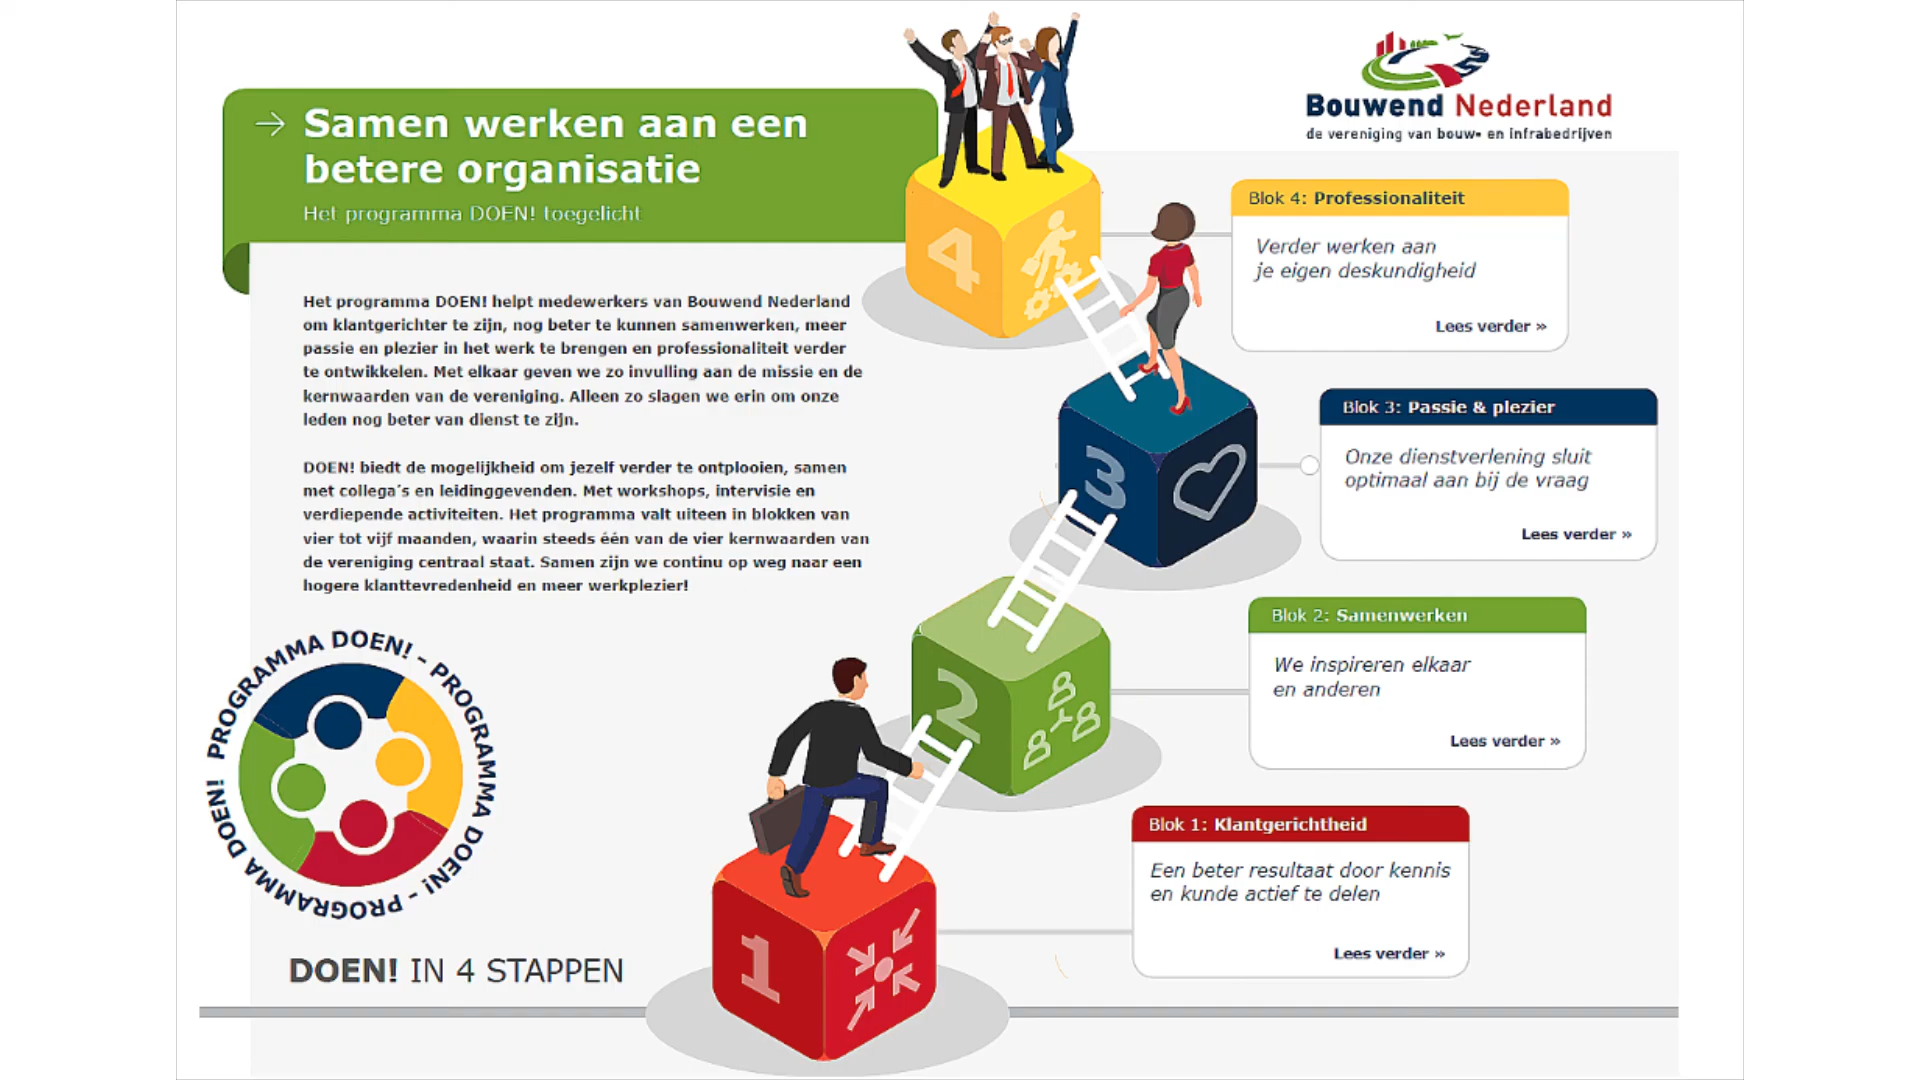 → Samen werken aan een
betere organisatie
Het programma DOEN! toegelicht
Bouwend Nederland
de vereniging van bouw- en infrabedrijven
Het programma DOEN! helpt medewerkers van Bouwend Nederland
om klantgerichter te zijn, nog beter te kunnen samenwerken, meer
passie en plezier in het werk te brengen en professionaliteit verder
te ontwikkelen. Met elkaar geven we zo invulling aan de missie en de
kernwaarden van de vereniging. Alleen zo slagen we erin om onze
leden nog beter van dienst te zijn.
DOEN! biedt de mogelijkheid om jezelf verder te ontplooien, samen
met collega's en leidinggevenden. Met workshops, intervisie en
verdiepende activiteiten. Het programma valt uiteen in blokken van
vier tot vijf maanden, waarin steeds één van de vier kernwaarden van
de vereniging centraal staat. Samen zijn we continu op weg naar een
hogere klanttevredenheid en meer werkplezier!
4
Blok 4: Professionaliteit
Verder werken aan
je eigen deskundigheid
Lees verder »
3
Blok 3: Passie & plezier
Onze dienstverlening sluit
optimaal aan bij de vraag
Lees verder »
2
Blok 2: Samenwerken
We inspireren elkaar
en anderen
Lees verder »
1
Blok 1: Klantgerichtheid
Een beter resultaat door kennis
en kunde actief te delen
Lees verder »
PROGRAMMA DOEN! - PROGRAMMA DOEN! - PROGRAMMA DOEN!
DOEN! IN 4 STAPPEN